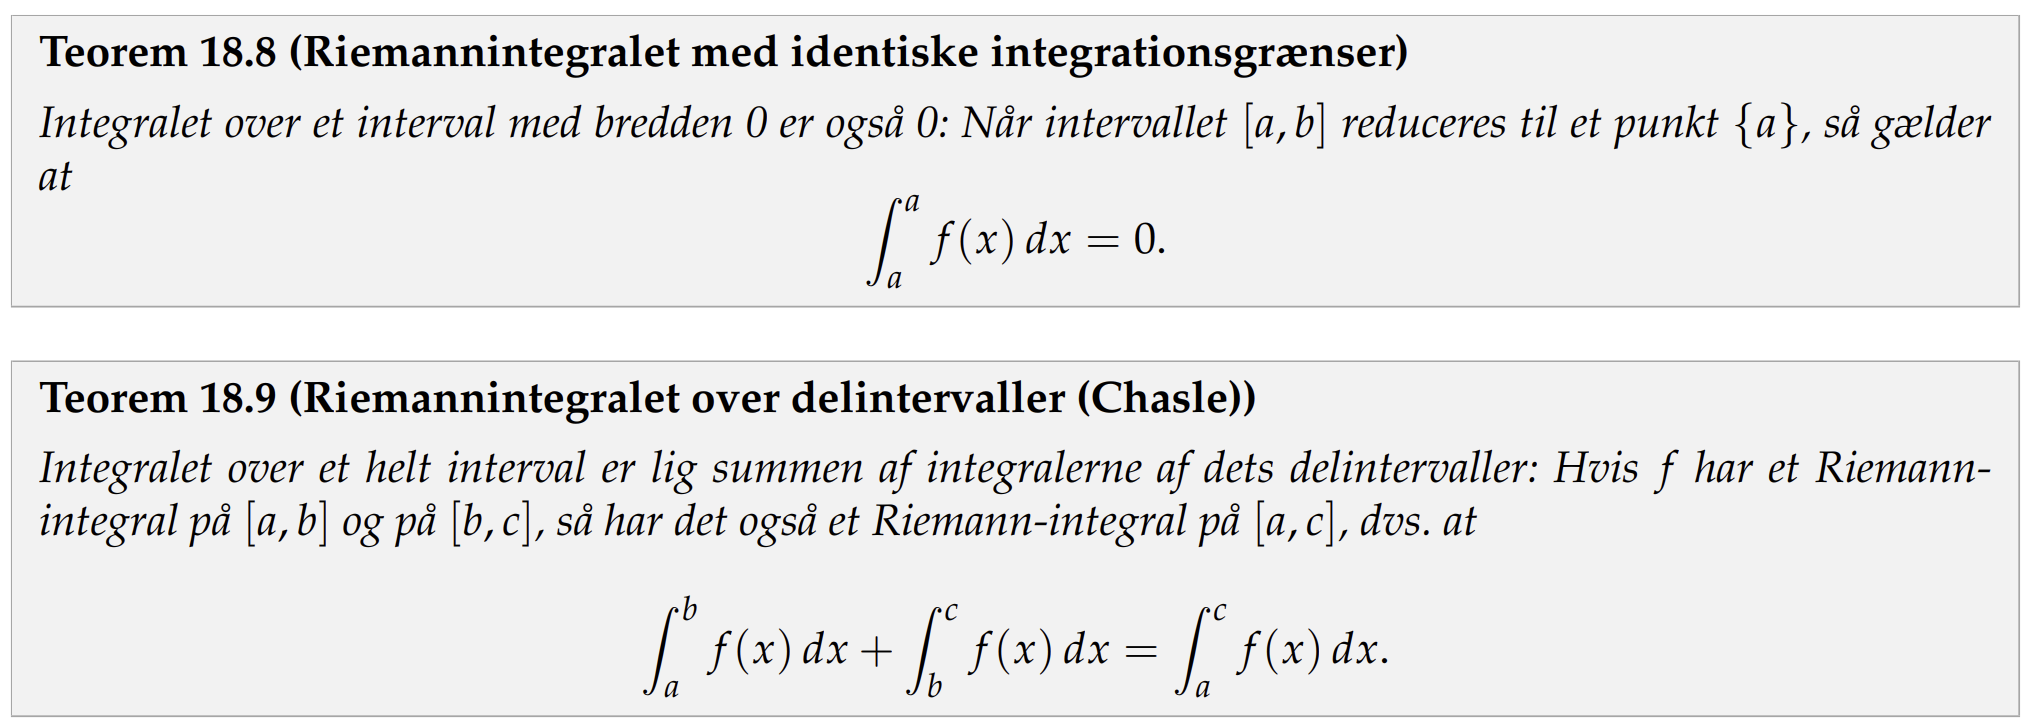 Teorem 18.8 (Riemannintegralet med identiske integrationsgrænser)
Integralet over et interval med bredden 0 er også 0: Når intervallet [a, b] reduceres til et punkt {a}, så gælder
at
∫_a^a f(x) dx = 0.
Teorem 18.9 (Riemannintegralet over delintervaller (Chasle))
Integralet over et helt interval er lig summen af integralerne af dets delintervaller: Hvis f har et Riemann-
integral på [a, b] og på [b, c], så har det også et Riemann-integral på [a, c], dvs. at
∫_a^b f(x) dx + ∫_b^c f(x) dx = ∫_a^c f(x) dx.